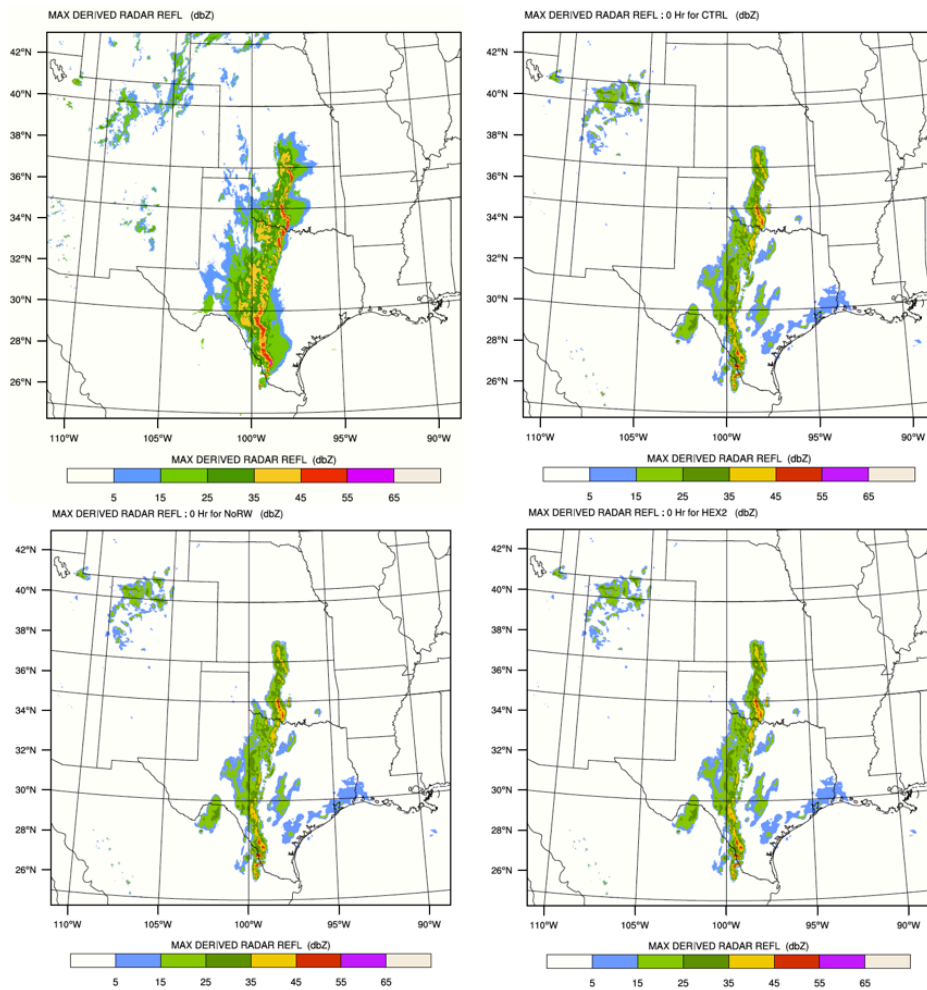 MAX DERIVED RADAR REFL (dbZ)
42°N
40°N
38°N
36°N
34°N
32°N
30°N
28°N
26°N
110°W 105°W 100°W 95°W 90°W
MAX DERIVED RADAR REFL (dbZ)
5 15 25 35 45 55 65
MAX DERIVED RADAR REFL : 0 Hr for CTRL (dbZ)
42°N
40°N
38°N
36°N
34°N
32°N
30°N
28°N
26°N
110°W 105°W 100°W 95°W 90°W
MAX DERIVED RADAR REFL (dbZ)
5 15 25 35 45 55 65
MAX DERIVED RADAR REFL : 0 Hr for NoRW (dbZ)
42°N
40°N
38°N
36°N
34°N
32°N
30°N
28°N
26°N
110°W 105°W 100°W 95°W 90°W
MAX DERIVED RADAR REFL (dbZ)
5 15 25 35 45 55 65
MAX DERIVED RADAR REFL : 0 Hr for HEX2 (dbZ)
42°N
40°N
38°N
36°N
34°N
32°N
30°N
28°N
26°N
110°W 105°W 100°W 95°W 90°W
MAX DERIVED RADAR REFL (dbZ)
5 15 25 35 45 55 65